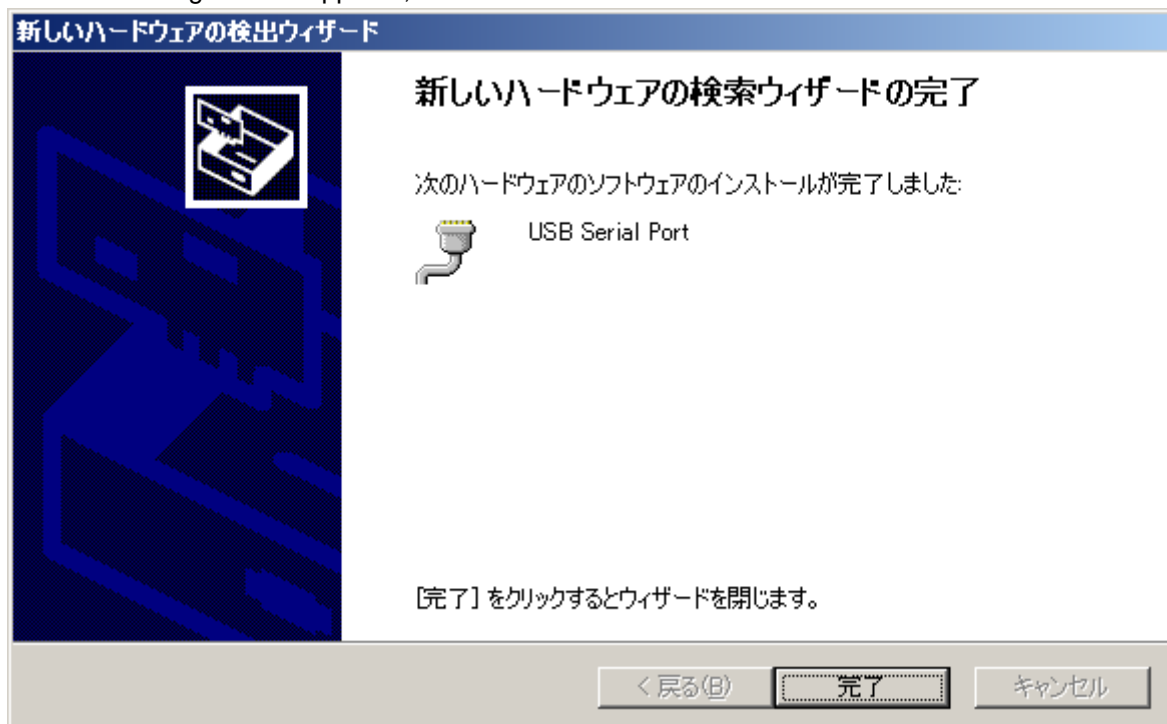 新しいハードウェアの検出ウィザード
新しいハードウェアの検索ウィザードの完了
次のハードウェアのソフトウェアのインストールが完了しました:
USB Serial Port
[完了] をクリックするとウィザードを閉じます。
< 戻る(B) 完了 キャンセル